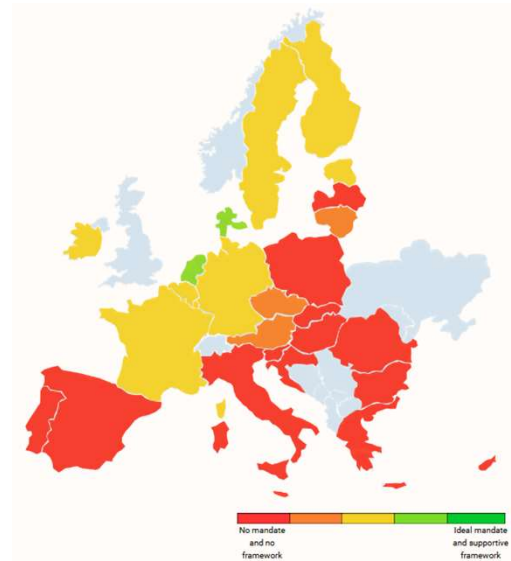 No mandate
and no
framework
Ideal mandate
and supportive
framework